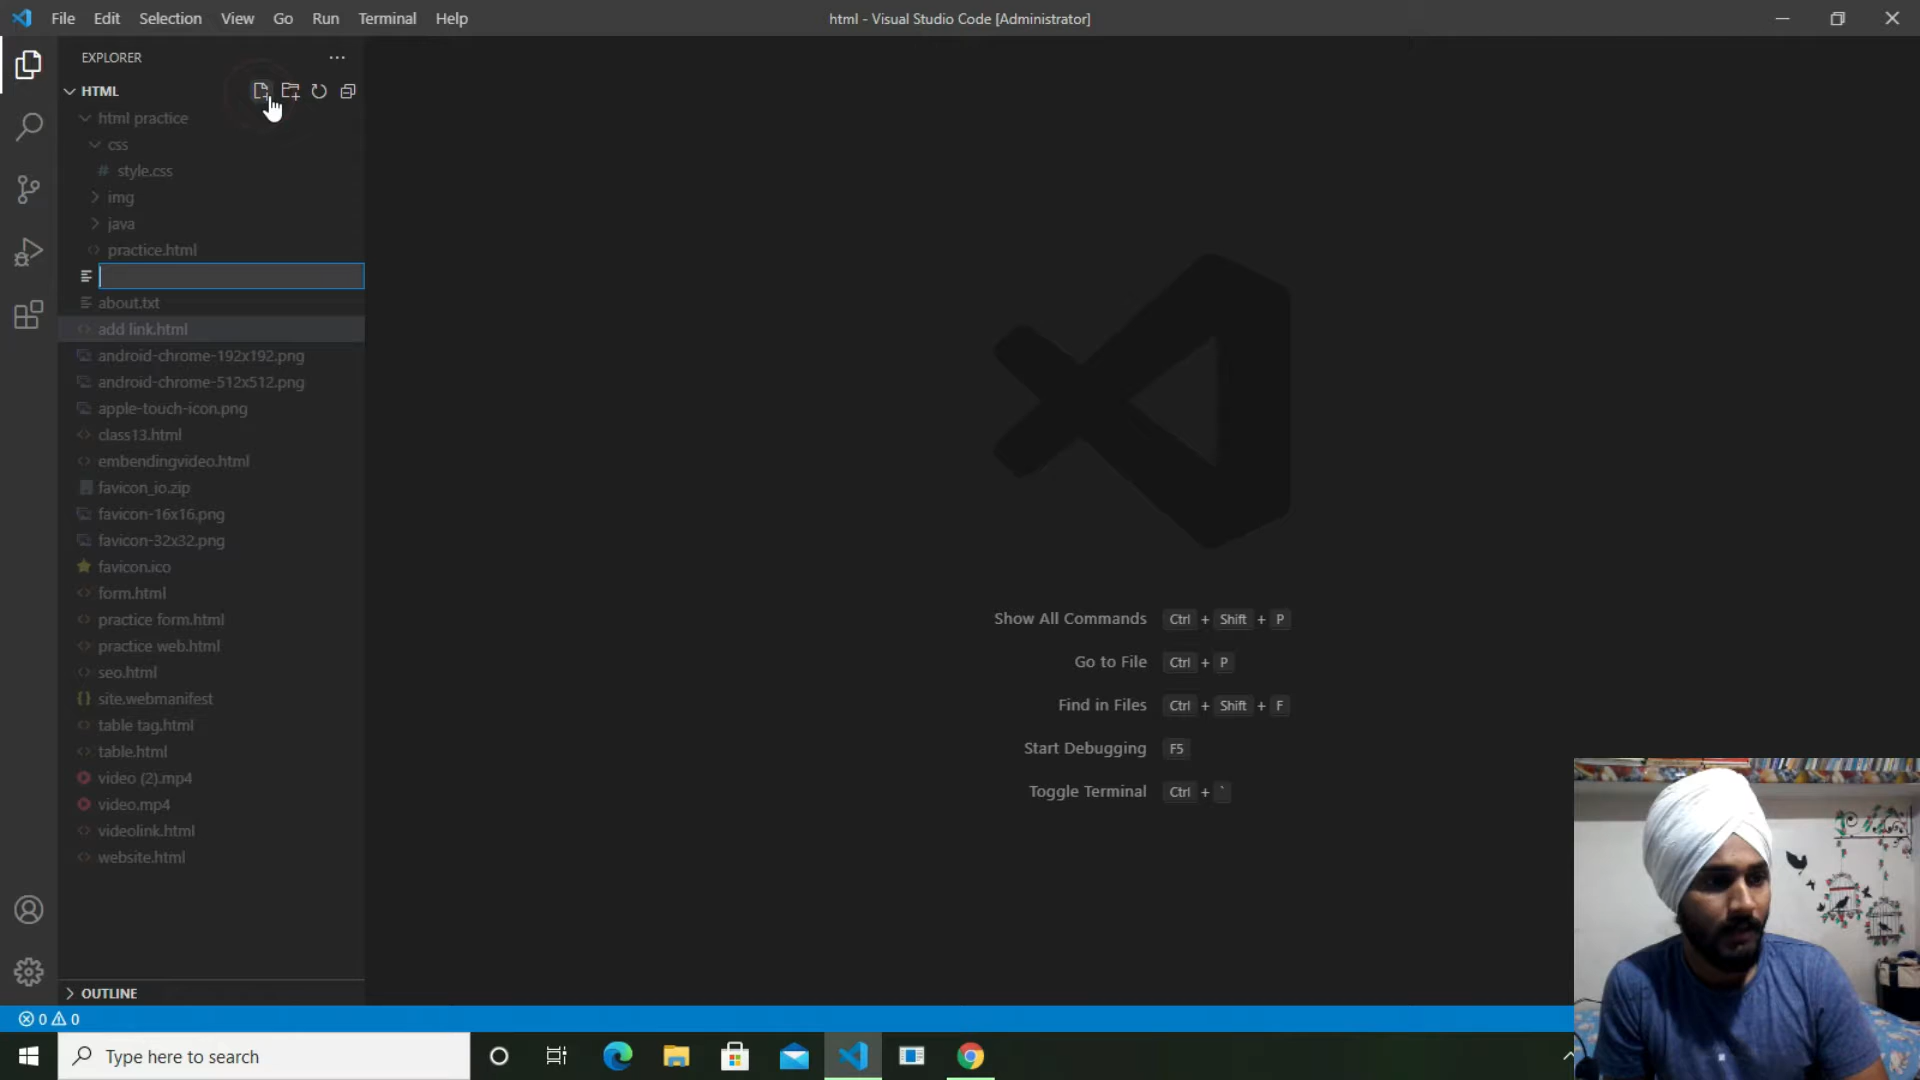 File Edit Selection View Go Run Terminal Help
html - Visual Studio Code [Administrator]
EXPLORER
HTML
html practice
css
# style.css
img
java
practice.html
about.txt
add link.html
android-chrome-192x192.png
android-chrome-512x512.png
apple-touch-icon.png
class13.html
embendingvideo.html
favicon_io.zip
favicon-16x16.png
favicon-32x32.png
favicon.ico
form.html
practice form.html
practice web.html
seo.html
{} site.webmanifest
table tag.html
table.html
video (2).mp4
video.mp4
videolink.html
website.html
OUTLINE
Show All Commands Ctrl + Shift + P
Go to File Ctrl + P
Find in Files Ctrl + Shift + F
Start Debugging F5
Toggle Terminal Ctrl + `
0 0
Type here to search